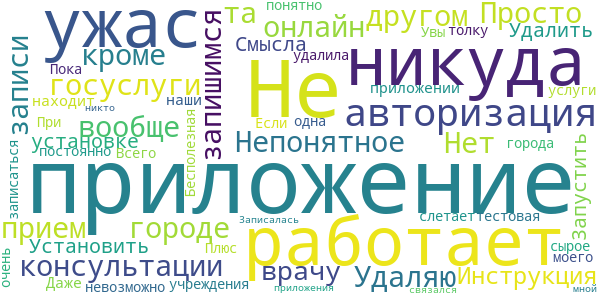 ужас
та
онлайн
другом
понятно
Увы
толку
Просто
Удалить
Смысла
кроме
Пока
госуслуги
удалила
никуда
записи
запишимся
Не
приложении
услуги
находит
никто
наши
авторизация
При
вообще
Если
одна
установке
Непонятное
Нет
города
запустить
постоянно
Всего
Бесполезная
записаться
приложение
прием
городе
Записалась
слетает
тестовая
работает
сырое
моего
Установить
Плюс
врачу
Удаляю
Инструкция
очень
консультации
Даже
невозможно
учреждения
приложения
связался
мной